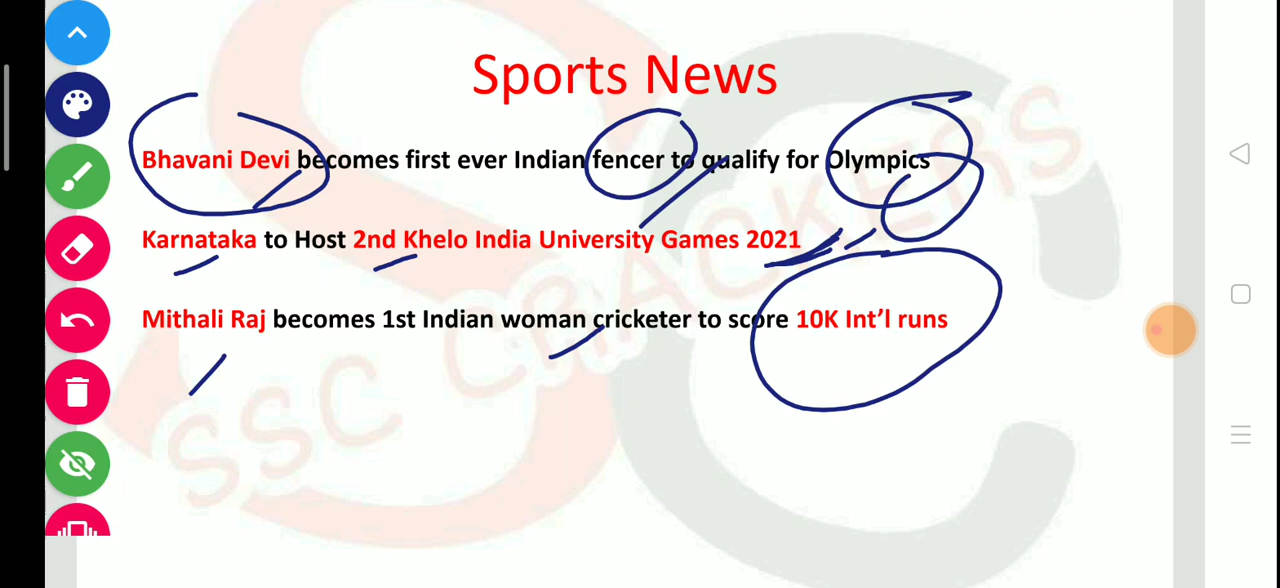 Sports News
Bhavani Devi becomes first ever Indian fencer to qualify for Olympics
Karnataka to Host 2nd Khelo India University Games 2021
Mithali Raj becomes 1st Indian woman cricketer to score 10K Int’l runs
SSC CRACKERS